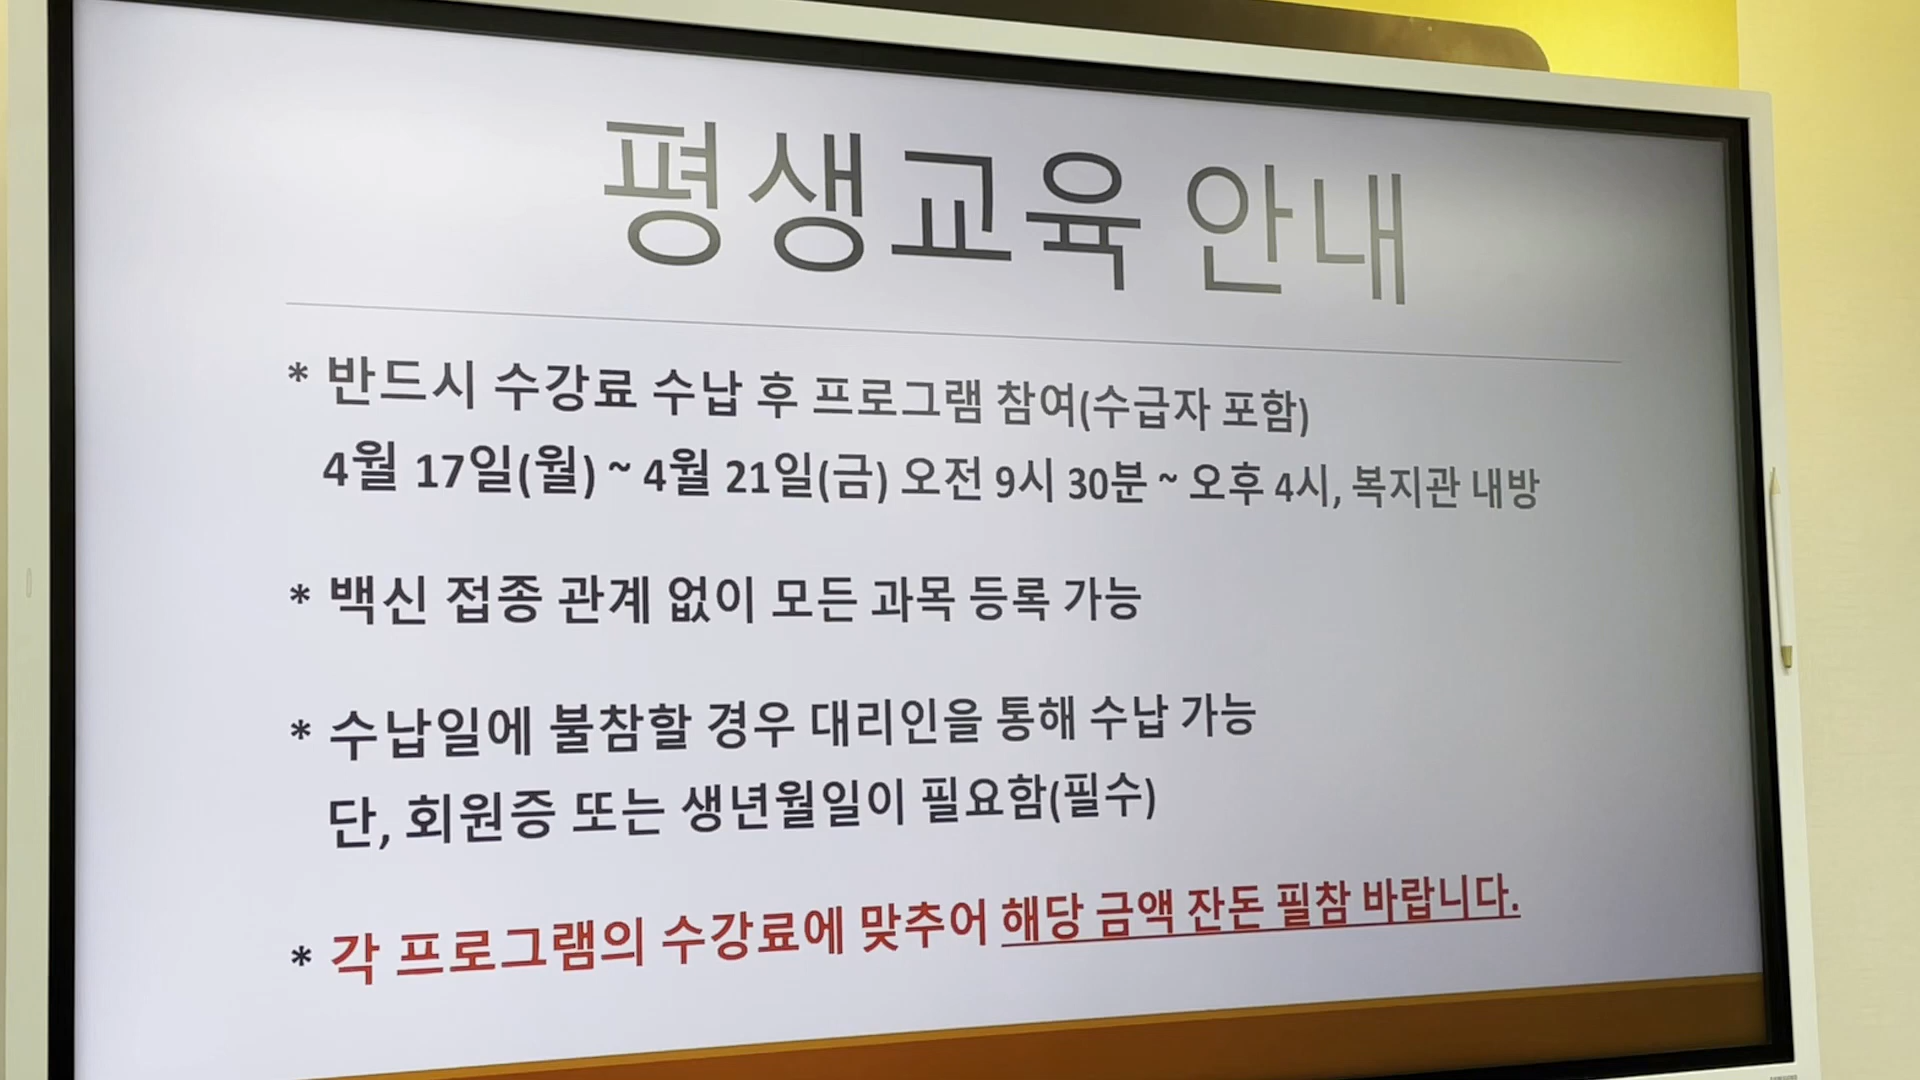 평생교육 안내
* 반드시 수강료 수납 후 프로그램 참여(수급자 포함)
4월 17일(월) ~ 4월 21일(금) 오전 9시 30분 ~ 오후 4시, 복지관 내방
* 백신 접종 관계 없이 모든 과목 등록 가능
* 수납일에 불참할 경우 대리인을 통해 수납 가능
단, 회원증 또는 생년월일이 필요함(필수)
* 각 프로그램의 수강료에 맞추어 해당 금액 잔돈 필참 바랍니다.